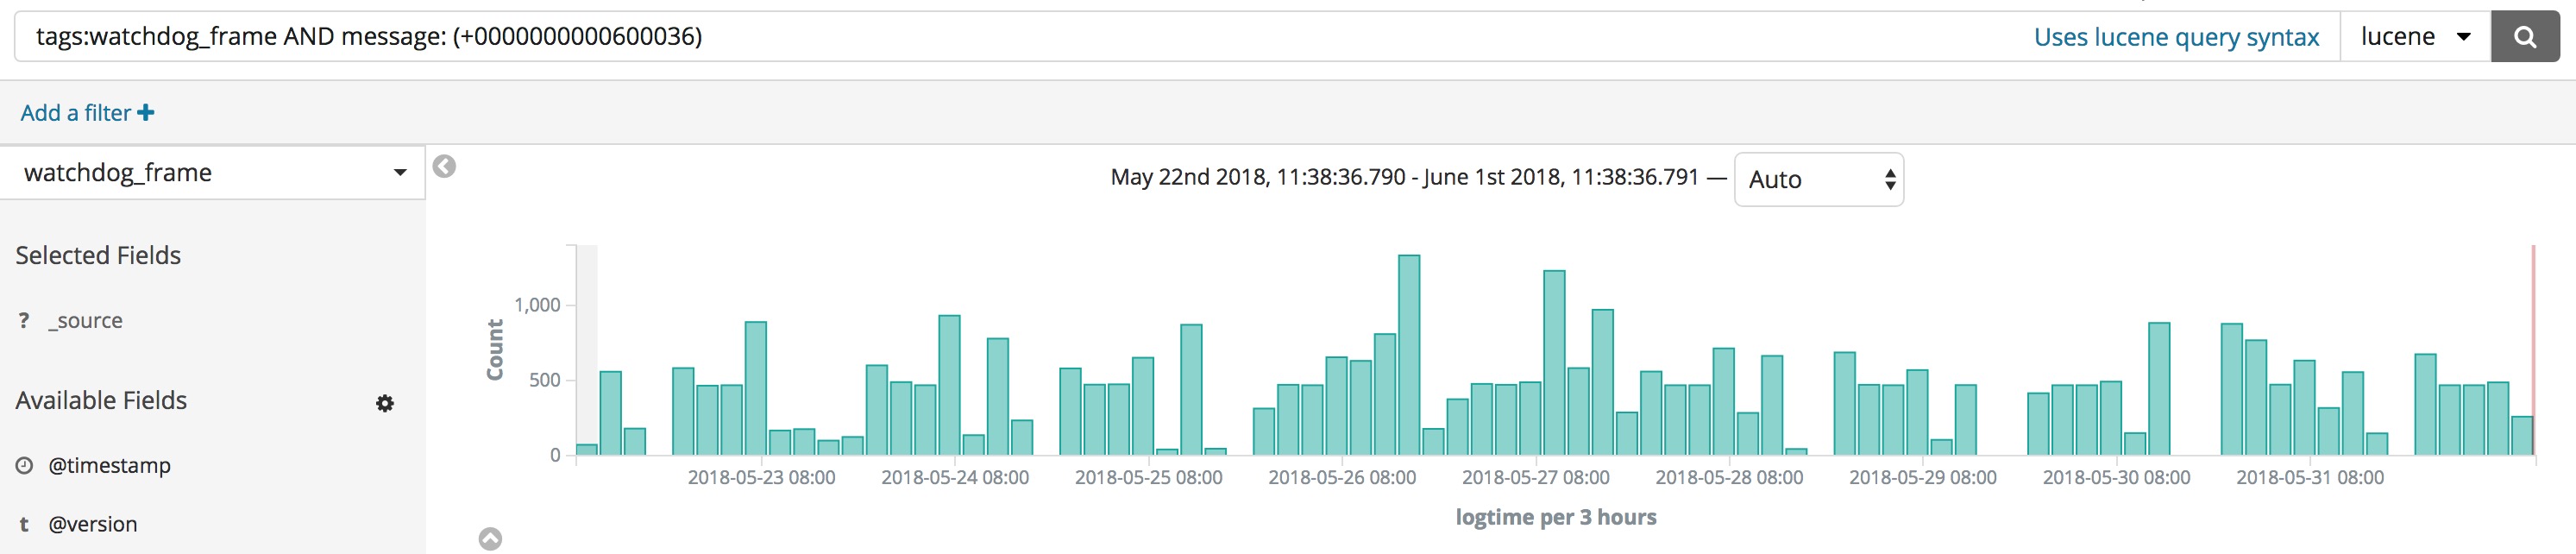 tags:watchdog_frame AND message: (+0000000000600036)
Uses lucene query syntax
lucene
Add a filter +
watchdog_frame
May 22nd 2018, 11:38:36.790 - June 1st 2018, 11:38:36.791 —
Auto
Selected Fields
? _source
Available Fields
@timestamp
t @version
Count
1,000
500
0
2018-05-23 08:00
2018-05-24 08:00
2018-05-25 08:00
2018-05-26 08:00
2018-05-27 08:00
2018-05-28 08:00
2018-05-29 08:00
2018-05-30 08:00
2018-05-31 08:00
logtime per 3 hours